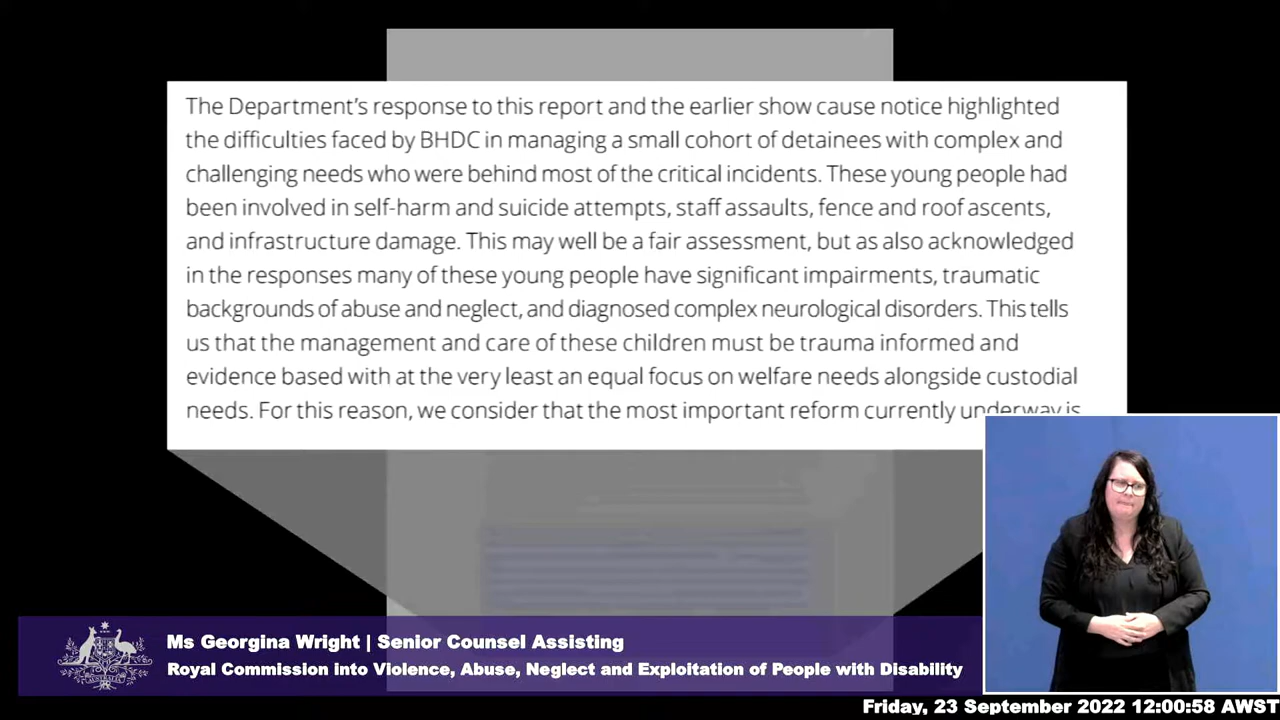 The Department's response to this report and the earlier show cause notice highlighted
the difficulties faced by BHDC in managing a small cohort of detainees with complex and
challenging needs who were behind most of the critical incidents. These young people had
been involved in self-harm and suicide attempts, staff assaults, fence and roof ascents,
and infrastructure damage. This may well be a fair assessment, but as also acknowledged
in the responses many of these young people have significant impairments, traumatic
backgrounds of abuse and neglect, and diagnosed complex neurological disorders. This tells
us that the management and care of these children must be trauma informed and
evidence based with at the very least an equal focus on welfare needs alongside custodial
needs. For this reason, we consider that the most important reform currently underway is
Ms Georgina Wright | Senior Counsel Assisting
Royal Commission into Violence, Abuse, Neglect and Exploitation of People with Disability
Friday, 23 September 2022 12:00:58 AWST